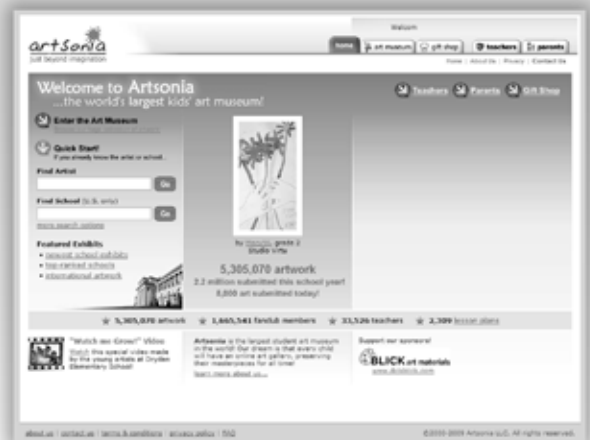 Welcom
artsonia
just beyond imagination
home art museum gift shop teachers parents
Home | About Us | Privacy | Contact Us
Welcome to Artsonia
...the world's largest kids' art museum!
Teachers Parents Gift Shop
Enter the Art Museum
Quick Start!
If you already know the artist or school...
Find Artist
Go
Find School (U.S. only)
Go
more search options
Featured Exhibits
• newest school exhibits
• top-ranked schools
• international artwork
grade 2
5,305,070 artwork
2.2 million submitted this school year!
art submitted today!
5,305,070 artwork 1,665,541 fanclub members 33,526 teachers 2,309 lesson plans
"Watch me Grow!" Video
Watch this special video made
by the young artists at Dryden
Elementary School!
Artsonia is the largest student art museum
in the world! Our dream is that every child
will have an online art gallery, preserving
their masterpieces for all time!
learn more about us...
Support our sponsors!
BLICK art materials
www.dickblick.com
about us | contact us | terms & conditions | privacy policy | FAQ
©2000-2009 Artsonia LLC. All rights reserved.